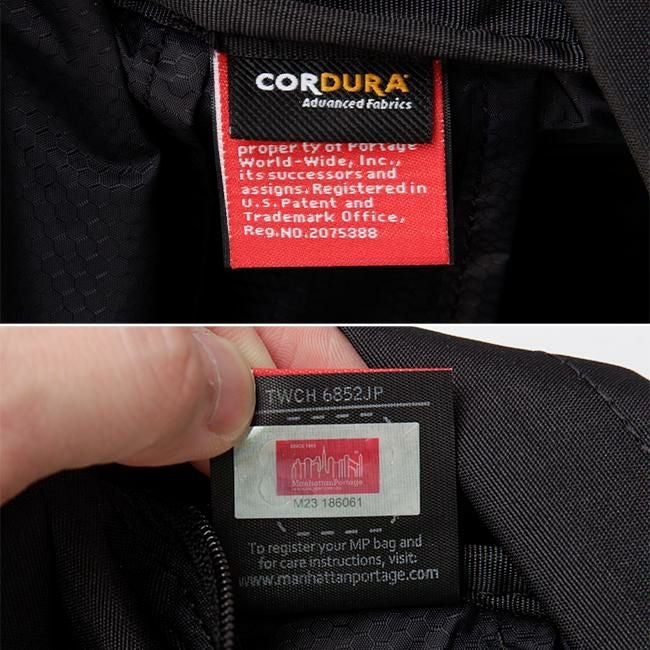 CORDURA®
Advanced Fabrics
property of Portage
World-Wide, Inc.,
its successors and
assigns. Registered in
U.S. Patent and
Trademark Office,
Reg.NO.2075388
TWCH 6852JP
SINCE 1983
ManhattanPortage
M23 186061
To register your MP bag and
for care instructions, visit:
www.manhattanportage.com